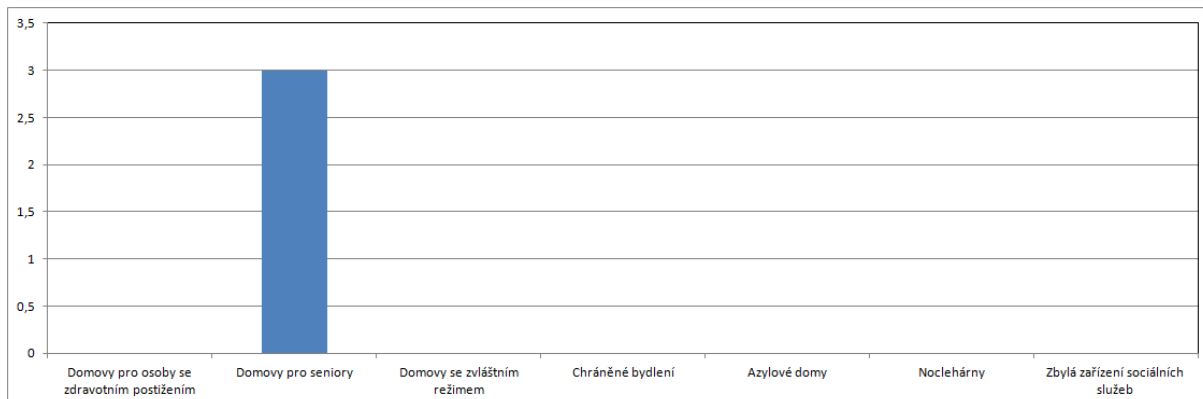 3,5
3
2,5
2
1,5
1
0,5
0
Domovy pro osoby se
zdravotním postižením
Domovy pro seniory
Domovy se zvláštním
režimem
Chráněné bydlení
Azylové domy
Noclehárny
Zbylá zařízení sociálních
služeb